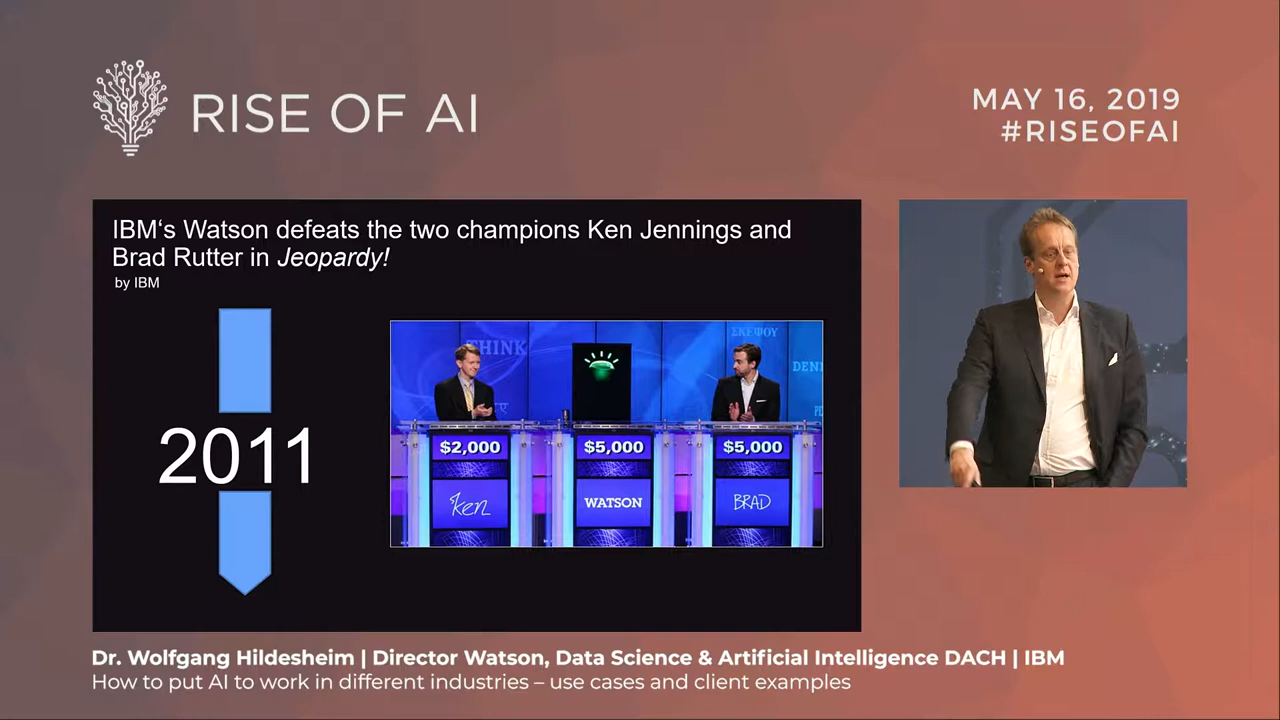 RISE OF AI
MAY 16, 2019
#RISEOFAI
IBM‘s Watson defeats the two champions Ken Jennings and
Brad Rutter in Jeopardy!
by IBM
2011
THINK
ΣΚΕΨΟΥ
$2,000
$5,000
$5,000
Ken
WATSON
BRAD
Dr. Wolfgang Hildesheim | Director Watson, Data Science & Artificial Intelligence DACH | IBM
How to put AI to work in different industries – use cases and client examples